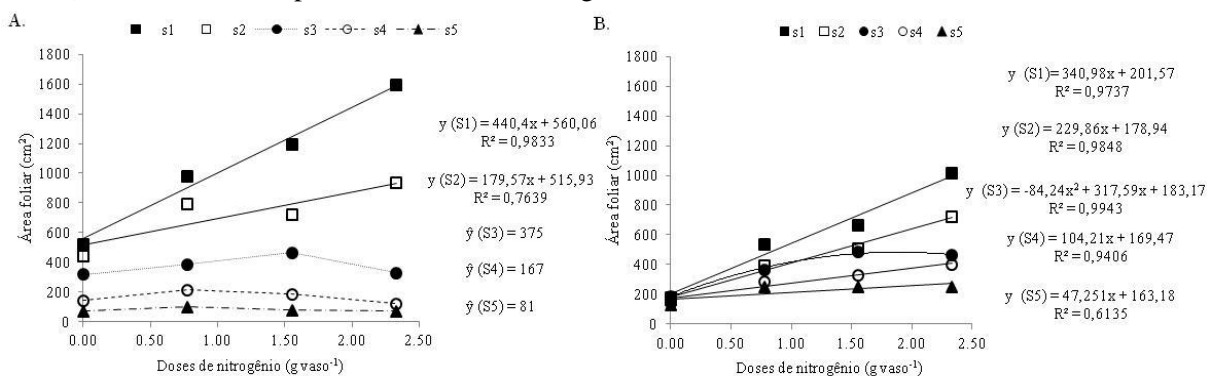 A.
s1 s2 s3 s4 s5
1800
1600
1400
1200
1000
800
600
400
200
0
Área foliar (cm²)
0.00 0.50 1.00 1.50 2.00 2.50
Doses de nitrogênio (g vaso⁻¹)
y (S1) = 440,4x + 560,06
R² = 0,9833
y (S2) = 179,57x + 515,93
R² = 0,7639
ŷ (S3) = 375
ŷ (S4) = 167
ŷ (S5) = 81
B.
s1 s2 s3 s4 s5
1800
1600
1400
1200
1000
800
600
400
200
0
Área foliar (cm²)
0.00 0.50 1.00 1.50 2.00 2.50
Doses de nitrogênio (g vaso⁻¹)
y (S1)= 340,98x + 201,57
R² = 0,9737
y (S2) = 229,86x + 178,94
R² = 0,9848
y (S3) = -84,24x² + 317,59x + 183,17
R² = 0,9943
y (S4) = 104,21x + 169,47
R² = 0,9406
y (S5) = 47,251x + 163,18
R² = 0,6135